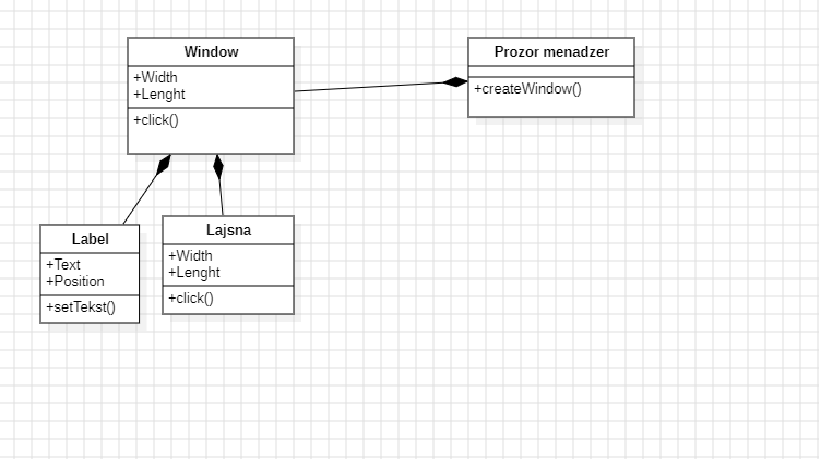 Window
+Width
+Lenght
+click()
Prozor menadzer
+createWindow()
Label
+Text
+Position
+setTekst()
Lajsna
+Width
+Lenght
+click()